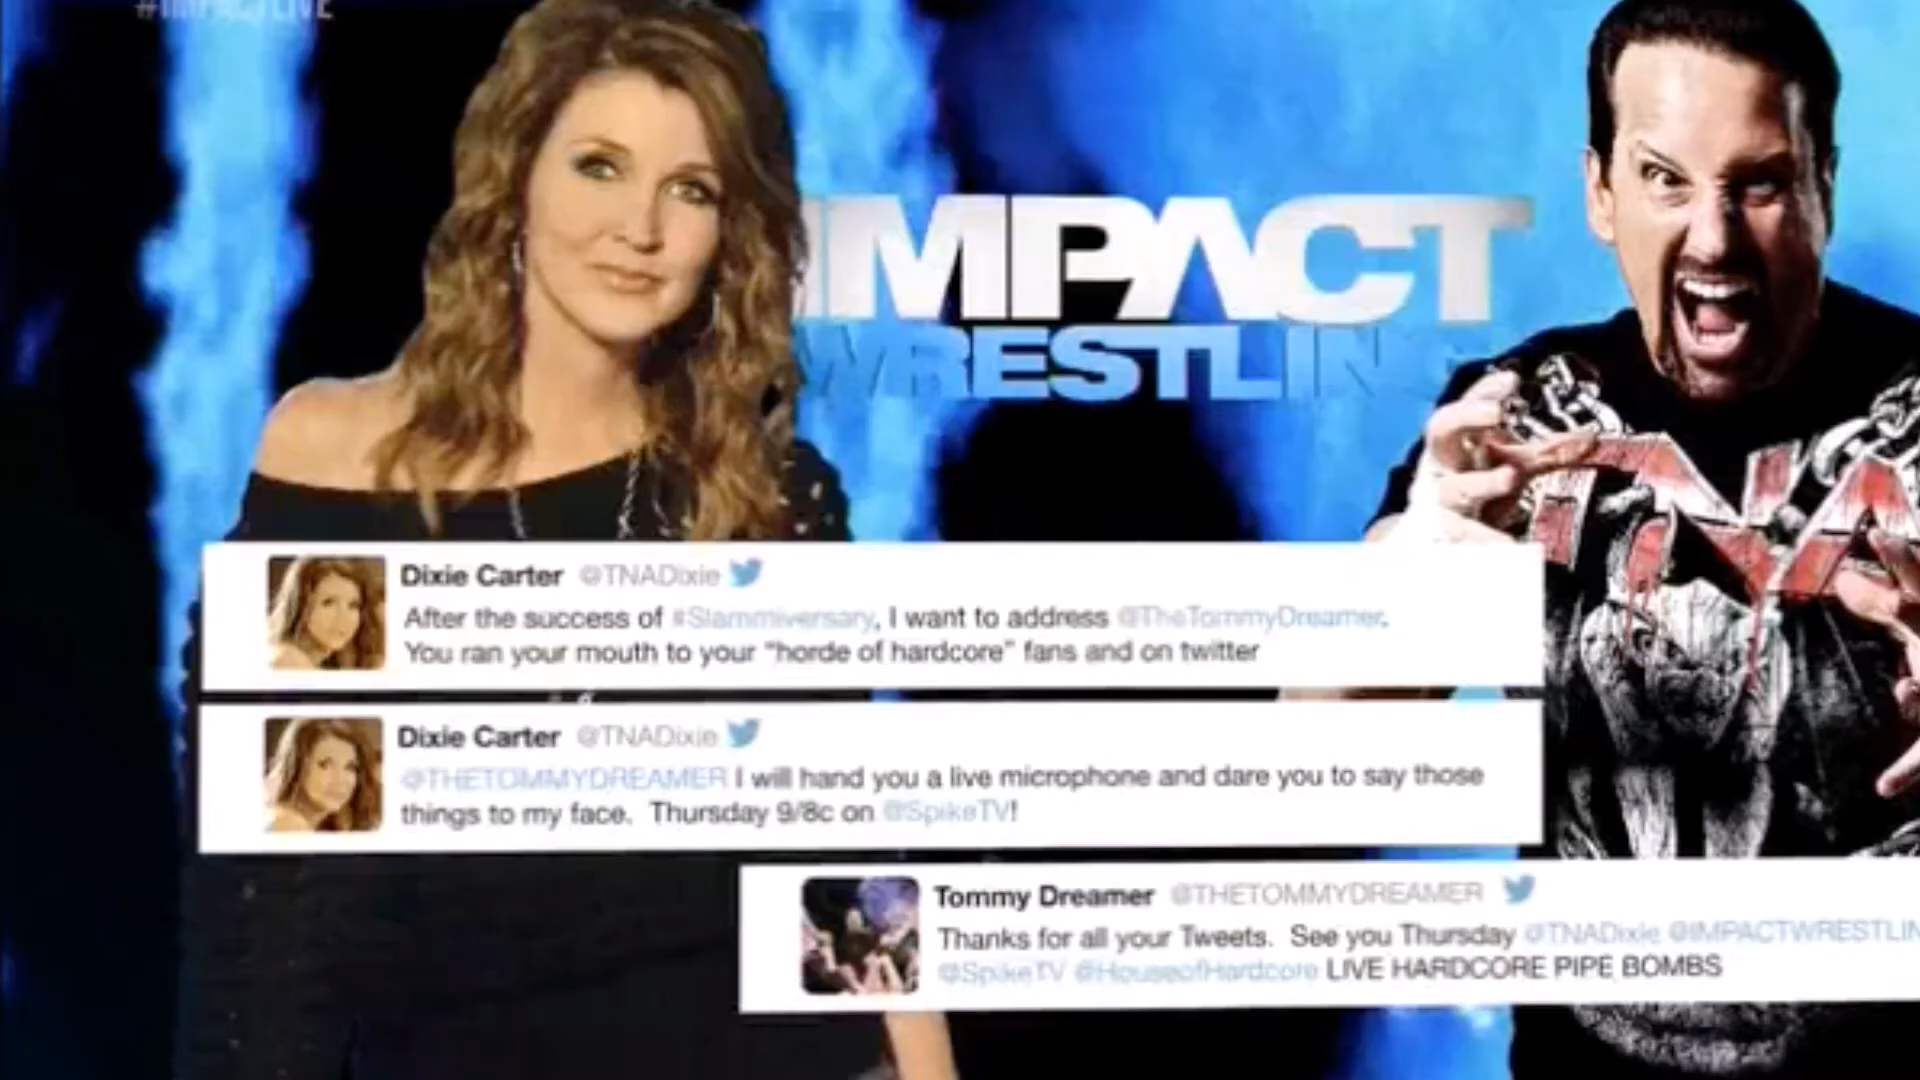 #IMPACTLIVE
IMPACT
WRESTLING
TNA
Dixie Carter @TNADixie
After the success of #Slammiversary, I want to address @TheTommyDreamer.
You ran your mouth to your "horde of hardcore" fans and on twitter
Dixie Carter @TNADixie
@THETOMMYDREAMER I will hand you a live microphone and dare you to say those
things to my face. Thursday 9/8c on @SpikeTV!
Tommy Dreamer @THETOMMYDREAMER
Thanks for all your Tweets. See you Thursday @TNADixie @IMPACTWRESTLIN
@SpikeTV @HouseofHardcore LIVE HARDCORE PIPE BOMBS